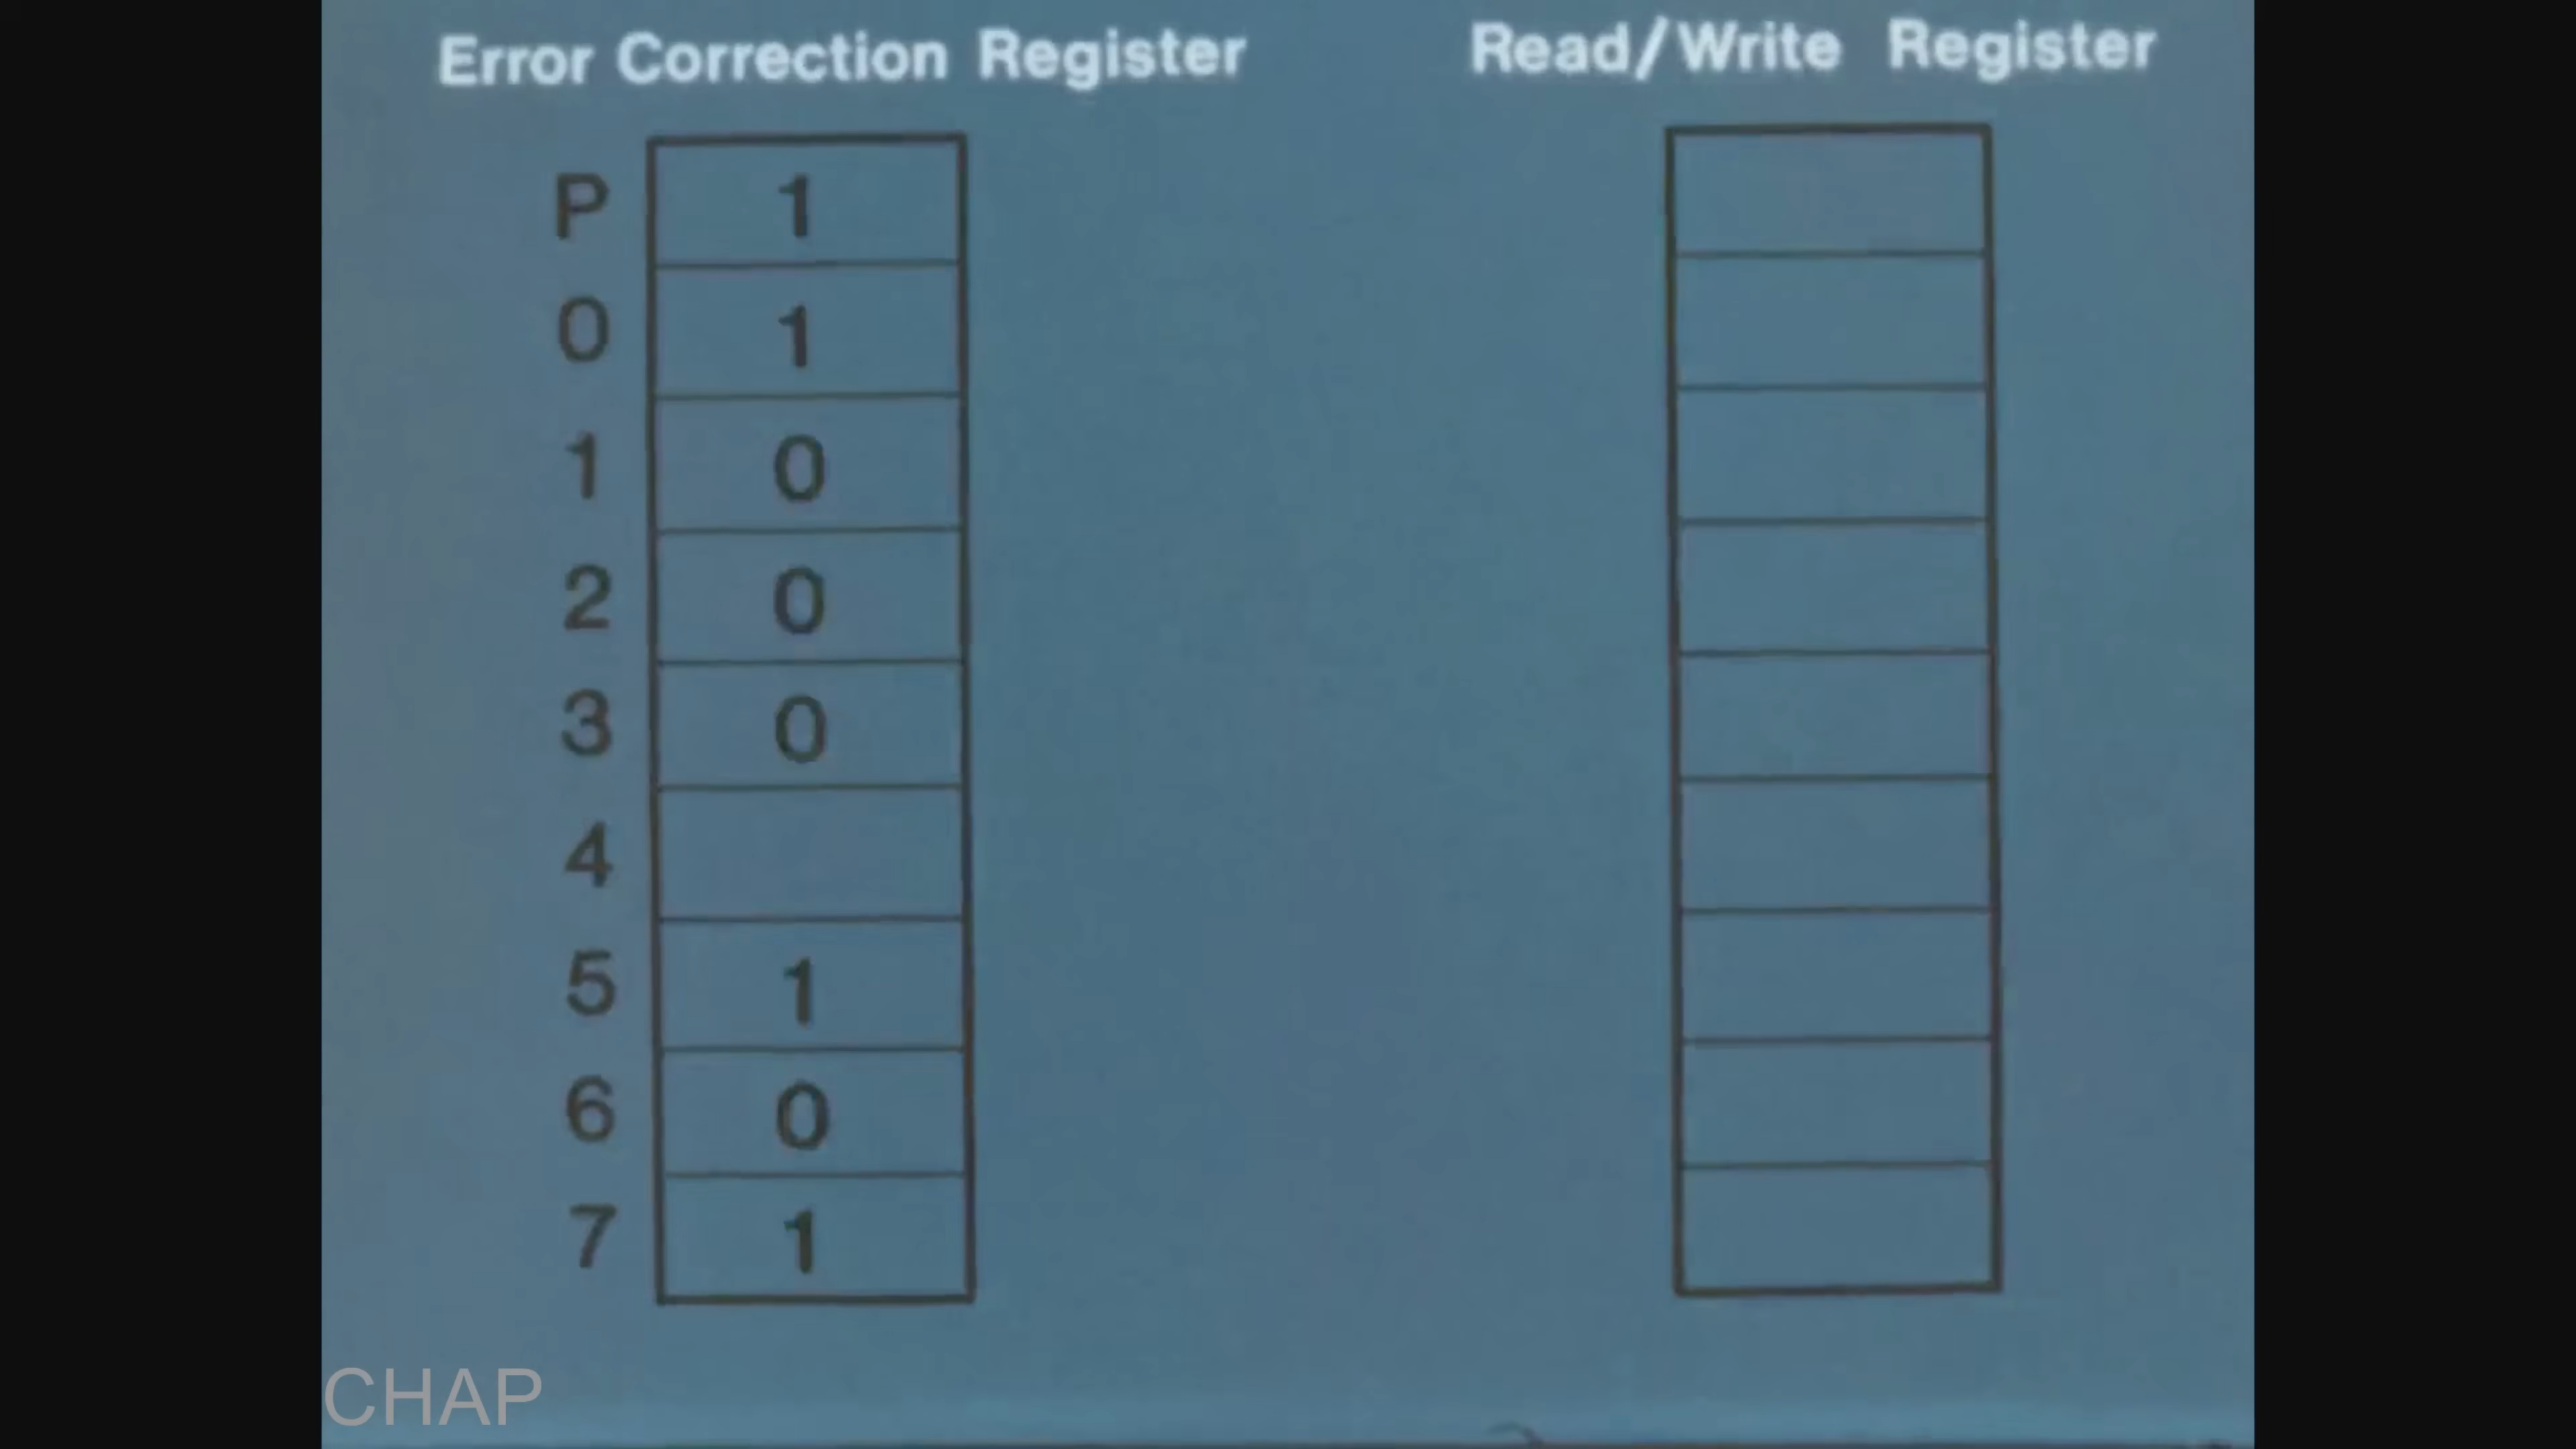 Error Correction Register
Read/Write Register
P 1
0 1
1 0
2 0
3 0
4
5 1
6 0
7 1
CHAP